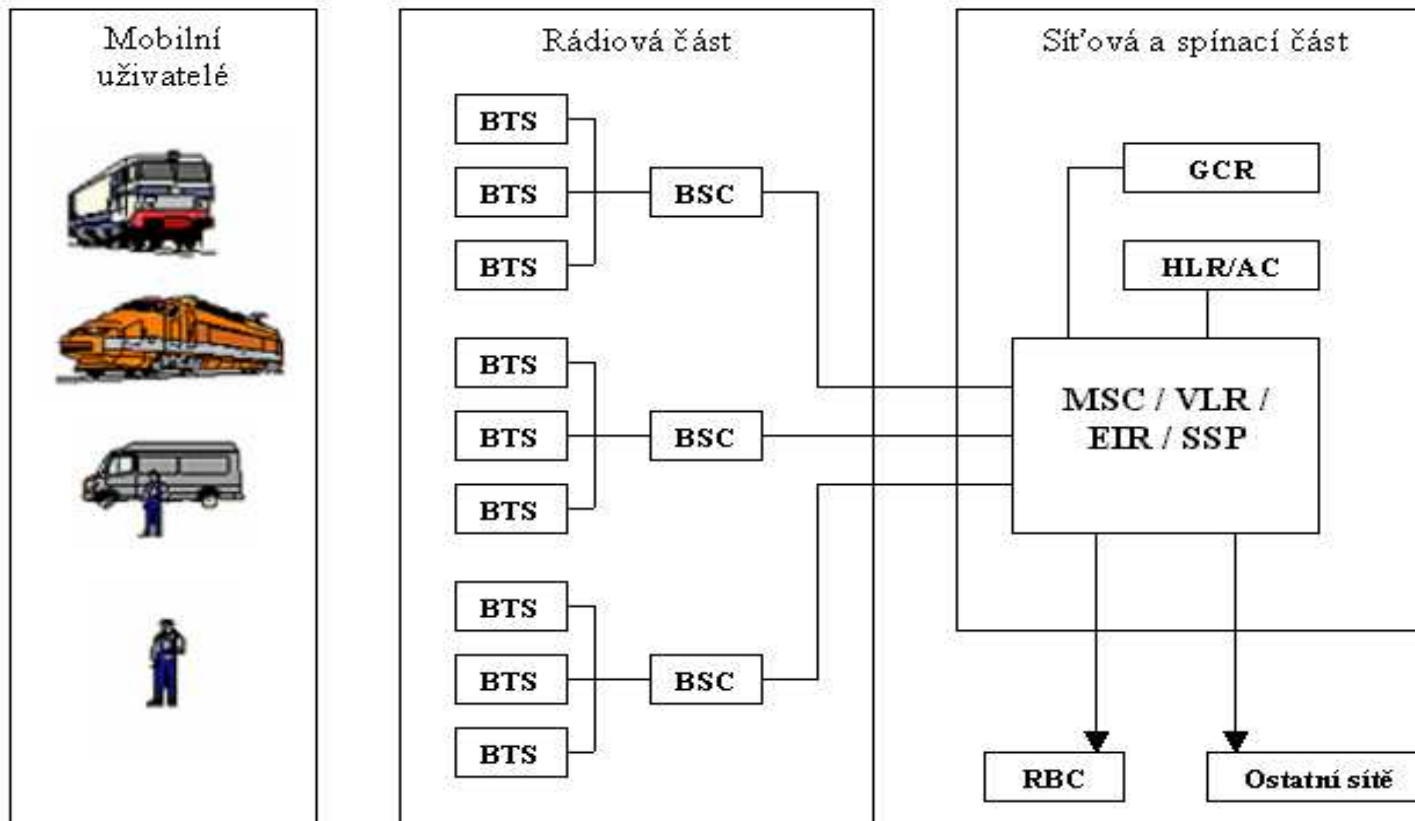 Mobilní
uživatelé
Rádiová část
BTS
BTS
BSC
BTS
BTS
BTS
BSC
BTS
BTS
BTS
BSC
BTS
Síťová a spínací část
GCR
HLR/AC
MSC / VLR /
EIR / SSP
RBC
Ostatní sítě